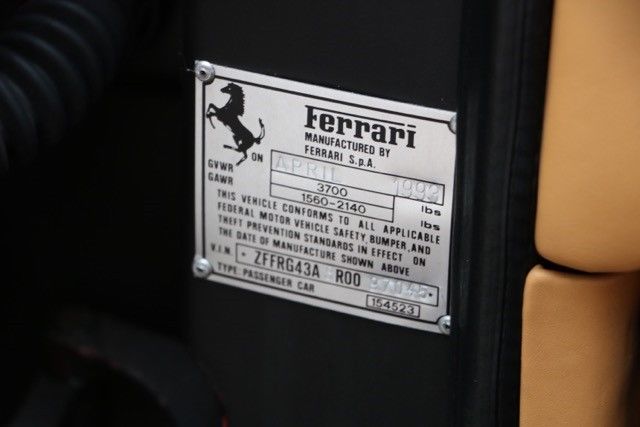 Ferrari
MANUFACTURED BY
FERRARI S.p.A.
ON APRIL 1993
GVWR 3700 lbs
GAWR 1560-2140 lbs
THIS VEHICLE CONFORMS TO ALL APPLICABLE
FEDERAL MOTOR VEHICLE SAFETY, BUMPER, AND
THEFT PREVENTION STANDARDS IN EFFECT ON
THE DATE OF MANUFACTURE SHOWN ABOVE
V.I.N. • ZFFRG43A R00
TYPE PASSENGER CAR 154523